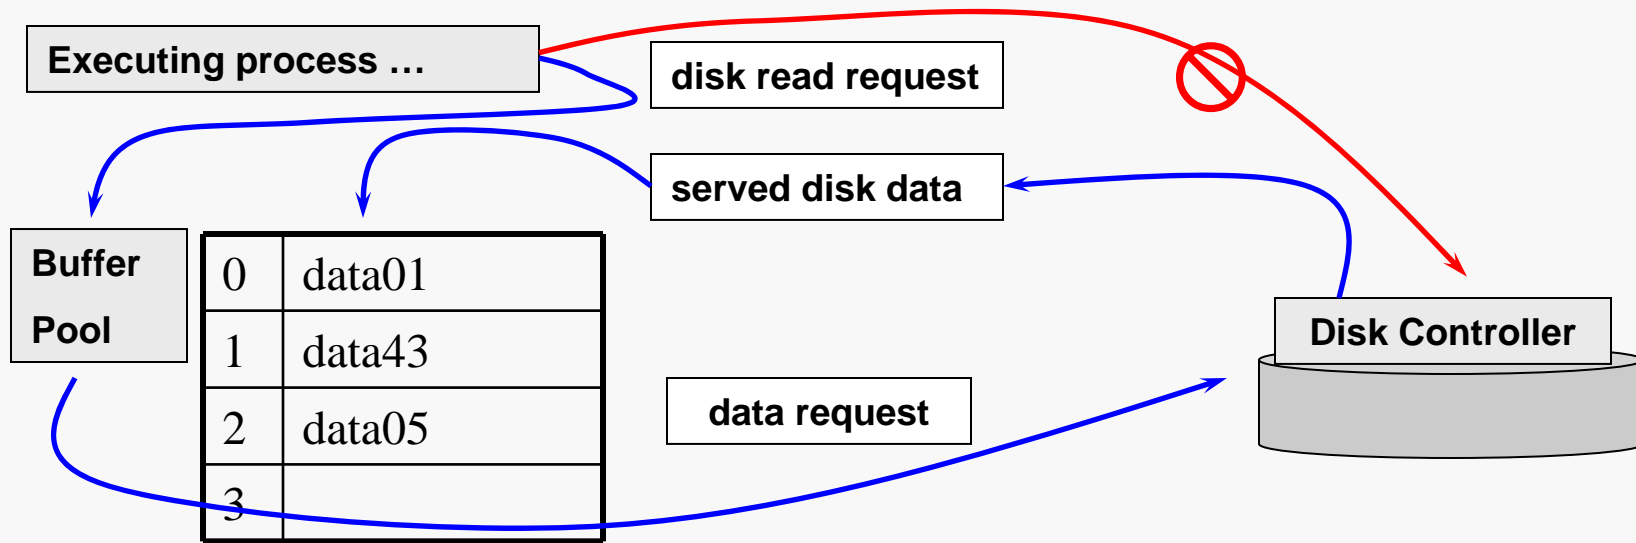 Executing process …
disk read request
served disk data
Buffer
Pool
0 data01
1 data43
2 data05
3
data request
Disk Controller